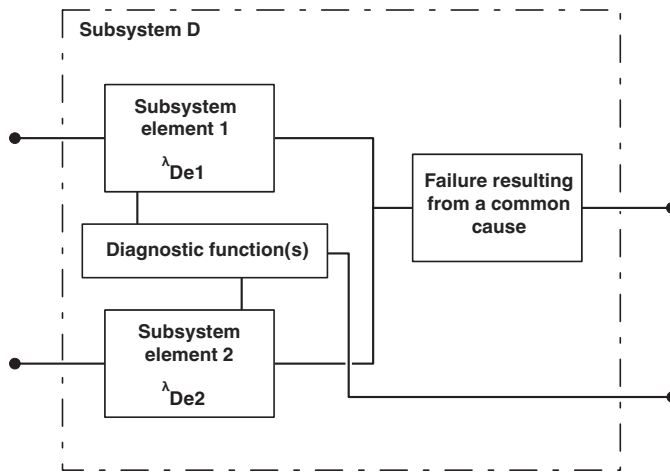 Subsystem D
Subsystem
element 1
λDe1
Failure resulting
from a common
cause
Diagnostic function(s)
Subsystem
element 2
λDe2